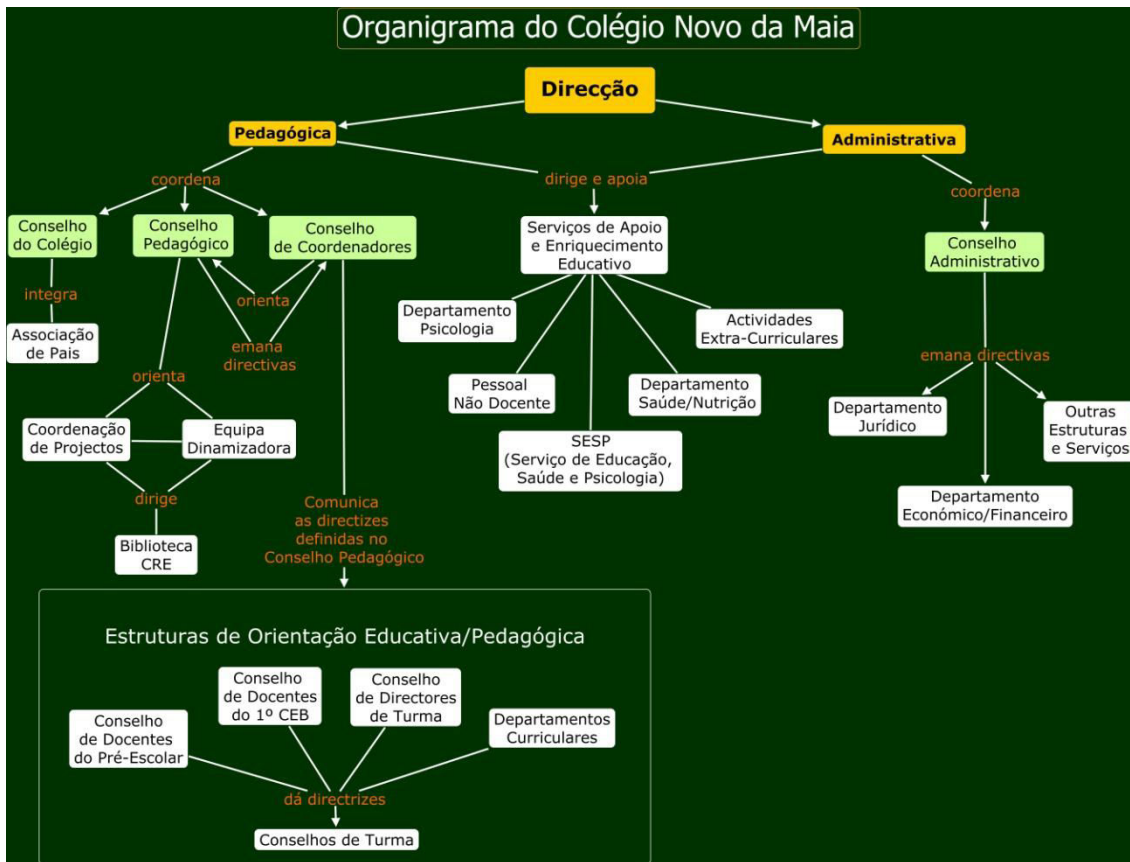 Organigrama do Colégio Novo da Maia
Direcção
Pedagógica
Administrativa
coordena
dirige e apoia
coordena
Conselho
do Colégio
Conselho
Pedagógico
Conselho
de Coordenadores
Serviços de Apoio
e Enriquecimento
Educativo
Conselho
Administrativo
integra
orienta
Associação
de Pais
emana
directivas
Departamento
Psicologia
Actividades
Extra-Curriculares
emana directivas
orienta
Pessoal
Não Docente
Departamento
Saúde/Nutrição
Departamento
Jurídico
Outras
Estruturas
e Serviços
Coordenação
de Projectos
Equipa
Dinamizadora
SESP
(Serviço de Educação,
Saúde e Psicologia)
Departamento
Económico/Financeiro
dirige
Biblioteca
CRE
Comunica
as directizes
definidas no
Conselho Pedagógico
Estruturas de Orientação Educativa/Pedagógica
Conselho
de Docentes
do Pré-Escolar
Conselho
de Docentes
do 1º CEB
Conselho
de Directores
de Turma
Departamentos
Curriculares
dá directrizes
Conselhos de Turma